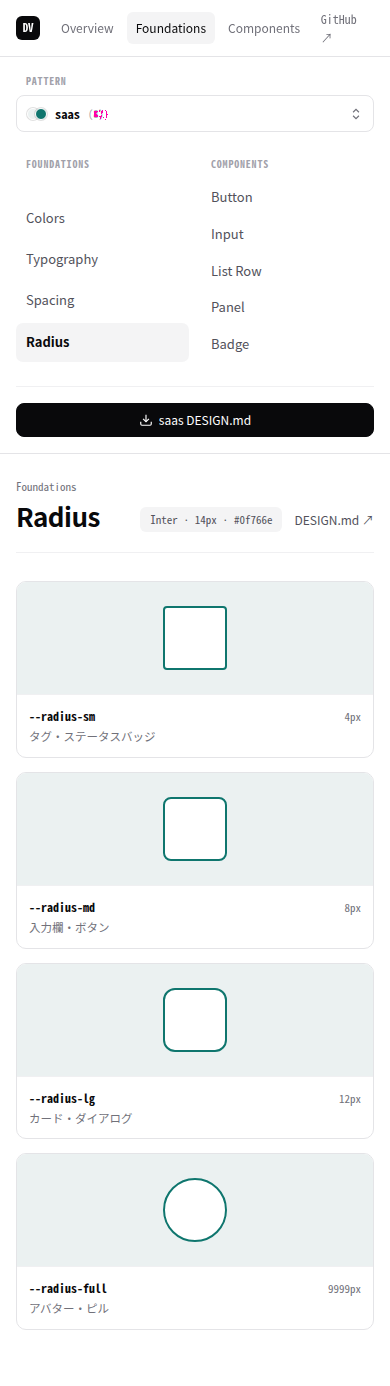 DV
Overview
Foundations
Components
GitHub ↗
PATTERN
saas
FOUNDATIONS
Colors
Typography
Spacing
Radius
COMPONENTS
Button
Input
List Row
Panel
Badge
saas DESIGN.md
Foundations
Radius
Inter · 14px · #0f766e
DESIGN.md ↗
--radius-sm
4px
タグ・ステータスバッジ
--radius-md
8px
入力欄・ボタン
--radius-lg
12px
カード・ダイアログ
--radius-full
9999px
アバター・ピル